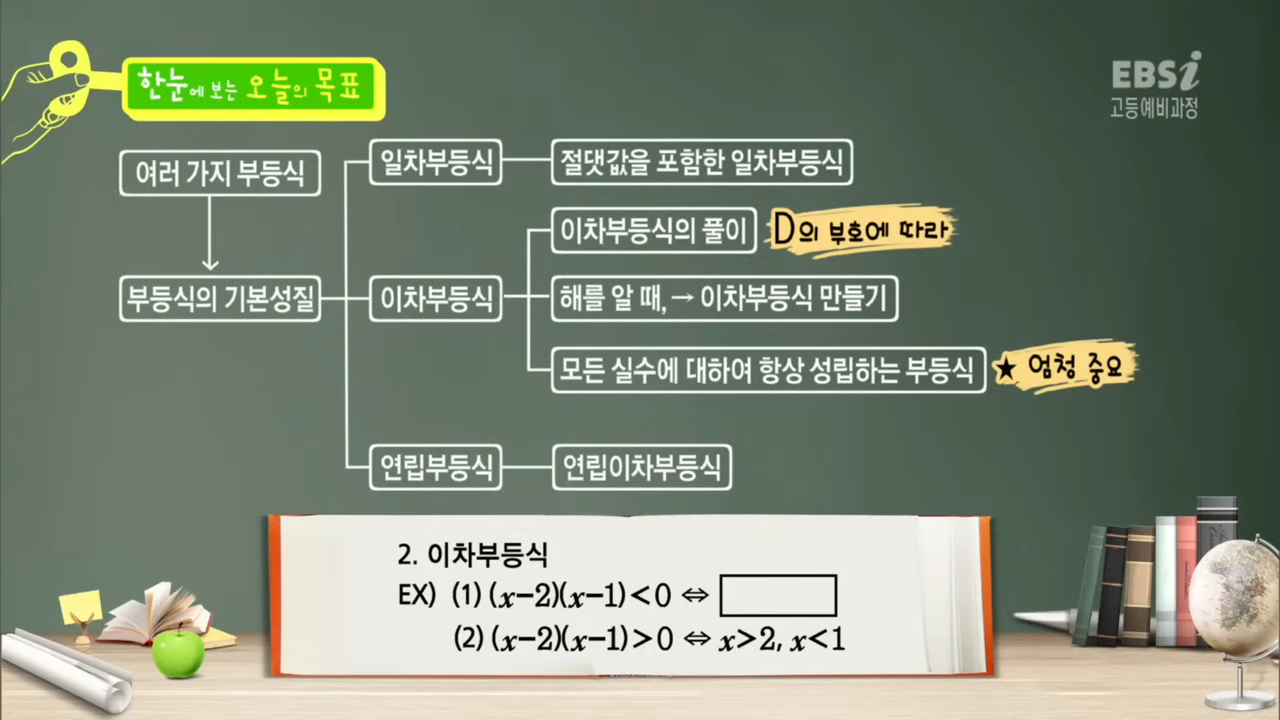 한눈에 보는 오늘의 목표
EBSi
고등예비과정
여러 가지 부등식
부등식의 기본성질
일차부등식
절댓값을 포함한 일차부등식
이차부등식
이차부등식의 풀이
D의 부호에 따라
해를 알 때, → 이차부등식 만들기
모든 실수에 대하여 항상 성립하는 부등식
★ 엄청 중요
연립부등식
연립이차부등식
2. 이차부등식
EX) (1) (x-2)(x-1)<0 ⇔
(2) (x-2)(x-1)>0 ⇔ x>2, x<1